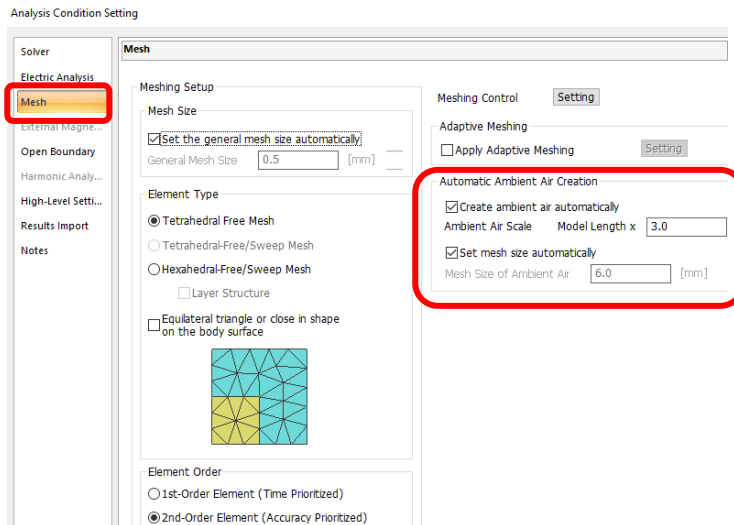 Analysis Condition Setting
Solver
Electric Analysis
Mesh
External Magne...
Open Boundary
Harmonic Analy...
High-Level Setti...
Results Import
Notes
Mesh
Meshing Setup
Mesh Size
Set the general mesh size automatically
General Mesh Size 0.5 [mm]
Element Type
Tetrahedral Free Mesh
Tetrahedral-Free/Sweep Mesh
Hexahedral-Free/Sweep Mesh
Layer Structure
Equilateral triangle or close in shape
on the body surface
Element Order
1st-Order Element (Time Prioritized)
2nd-Order Element (Accuracy Prioritized)
Meshing Control Setting
Adaptive Meshing
Apply Adaptive Meshing Setting
Automatic Ambient Air Creation
Create ambient air automatically
Ambient Air Scale Model Length x 3.0
Set mesh size automatically
Mesh Size of Ambient Air 6.0 [mm]